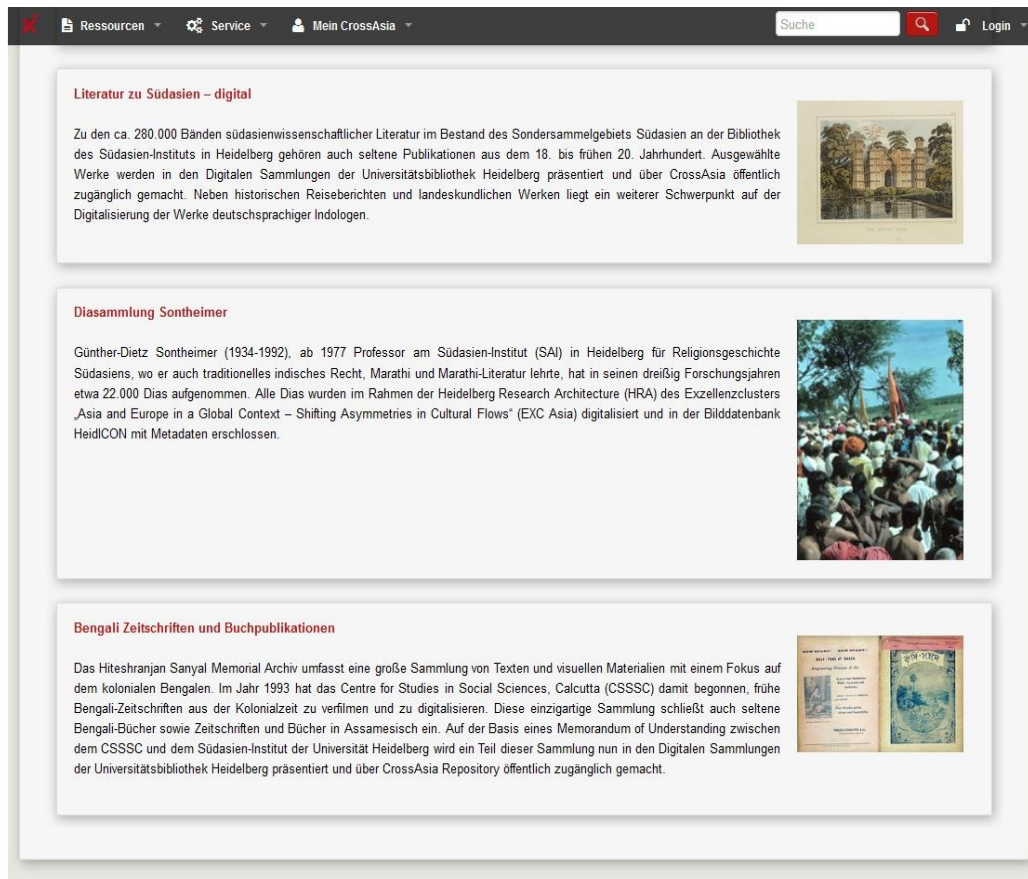 Ressourcen Service Mein CrossAsia Suche Login
Literatur zu Südasien – digital
Zu den ca. 280.000 Bänden südasienwissenschaftlicher Literatur im Bestand des Sondersammelgebiets Südasien an der Bibliothek
des Südasien-Instituts in Heidelberg gehören auch seltene Publikationen aus dem 18. bis frühen 20. Jahrhundert. Ausgewählte
Werke werden in den Digitalen Sammlungen der Universitätsbibliothek Heidelberg präsentiert und über CrossAsia öffentlich
zugänglich gemacht. Neben historischen Reiseberichten und landeskundlichen Werken liegt ein weiterer Schwerpunkt auf der
Digitalisierung der Werke deutschsprachiger Indologen.
Diasammlung Sontheimer
Günther-Dietz Sontheimer (1934-1992), ab 1977 Professor am Südasien-Institut (SAI) in Heidelberg für Religionsgeschichte
Südasiens, wo er auch traditionelles indisches Recht, Marathi und Marathi-Literatur lehrte, hat in seinen dreißig Forschungsjahren
etwa 22.000 Dias aufgenommen. Alle Dias wurden im Rahmen der Heidelberg Research Architecture (HRA) des Exzellenzclusters
„Asia and Europe in a Global Context – Shifting Asymmetries in Cultural Flows“ (EXC Asia) digitalisiert und in der Bilddatenbank
HeidICON mit Metadaten erschlossen.
Bengali Zeitschriften und Buchpublikationen
Das Hiteshranjan Sanyal Memorial Archiv umfasst eine große Sammlung von Texten und visuellen Materialien mit einem Fokus auf
dem kolonialen Bengalen. Im Jahr 1993 hat das Centre for Studies in Social Sciences, Calcutta (CSSSC) damit begonnen, frühe
Bengali-Zeitschriften aus der Kolonialzeit zu verfilmen und zu digitalisieren. Diese einzigartige Sammlung schließt auch seltene
Bengali-Bücher sowie Zeitschriften und Bücher in Assamesisch ein. Auf der Basis eines Memorandum of Understanding zwischen
dem CSSSC und dem Südasien-Institut der Universität Heidelberg wird ein Teil dieser Sammlung nun in den Digitalen Sammlungen
der Universitätsbibliothek Heidelberg präsentiert und über CrossAsia Repository öffentlich zugänglich gemacht.